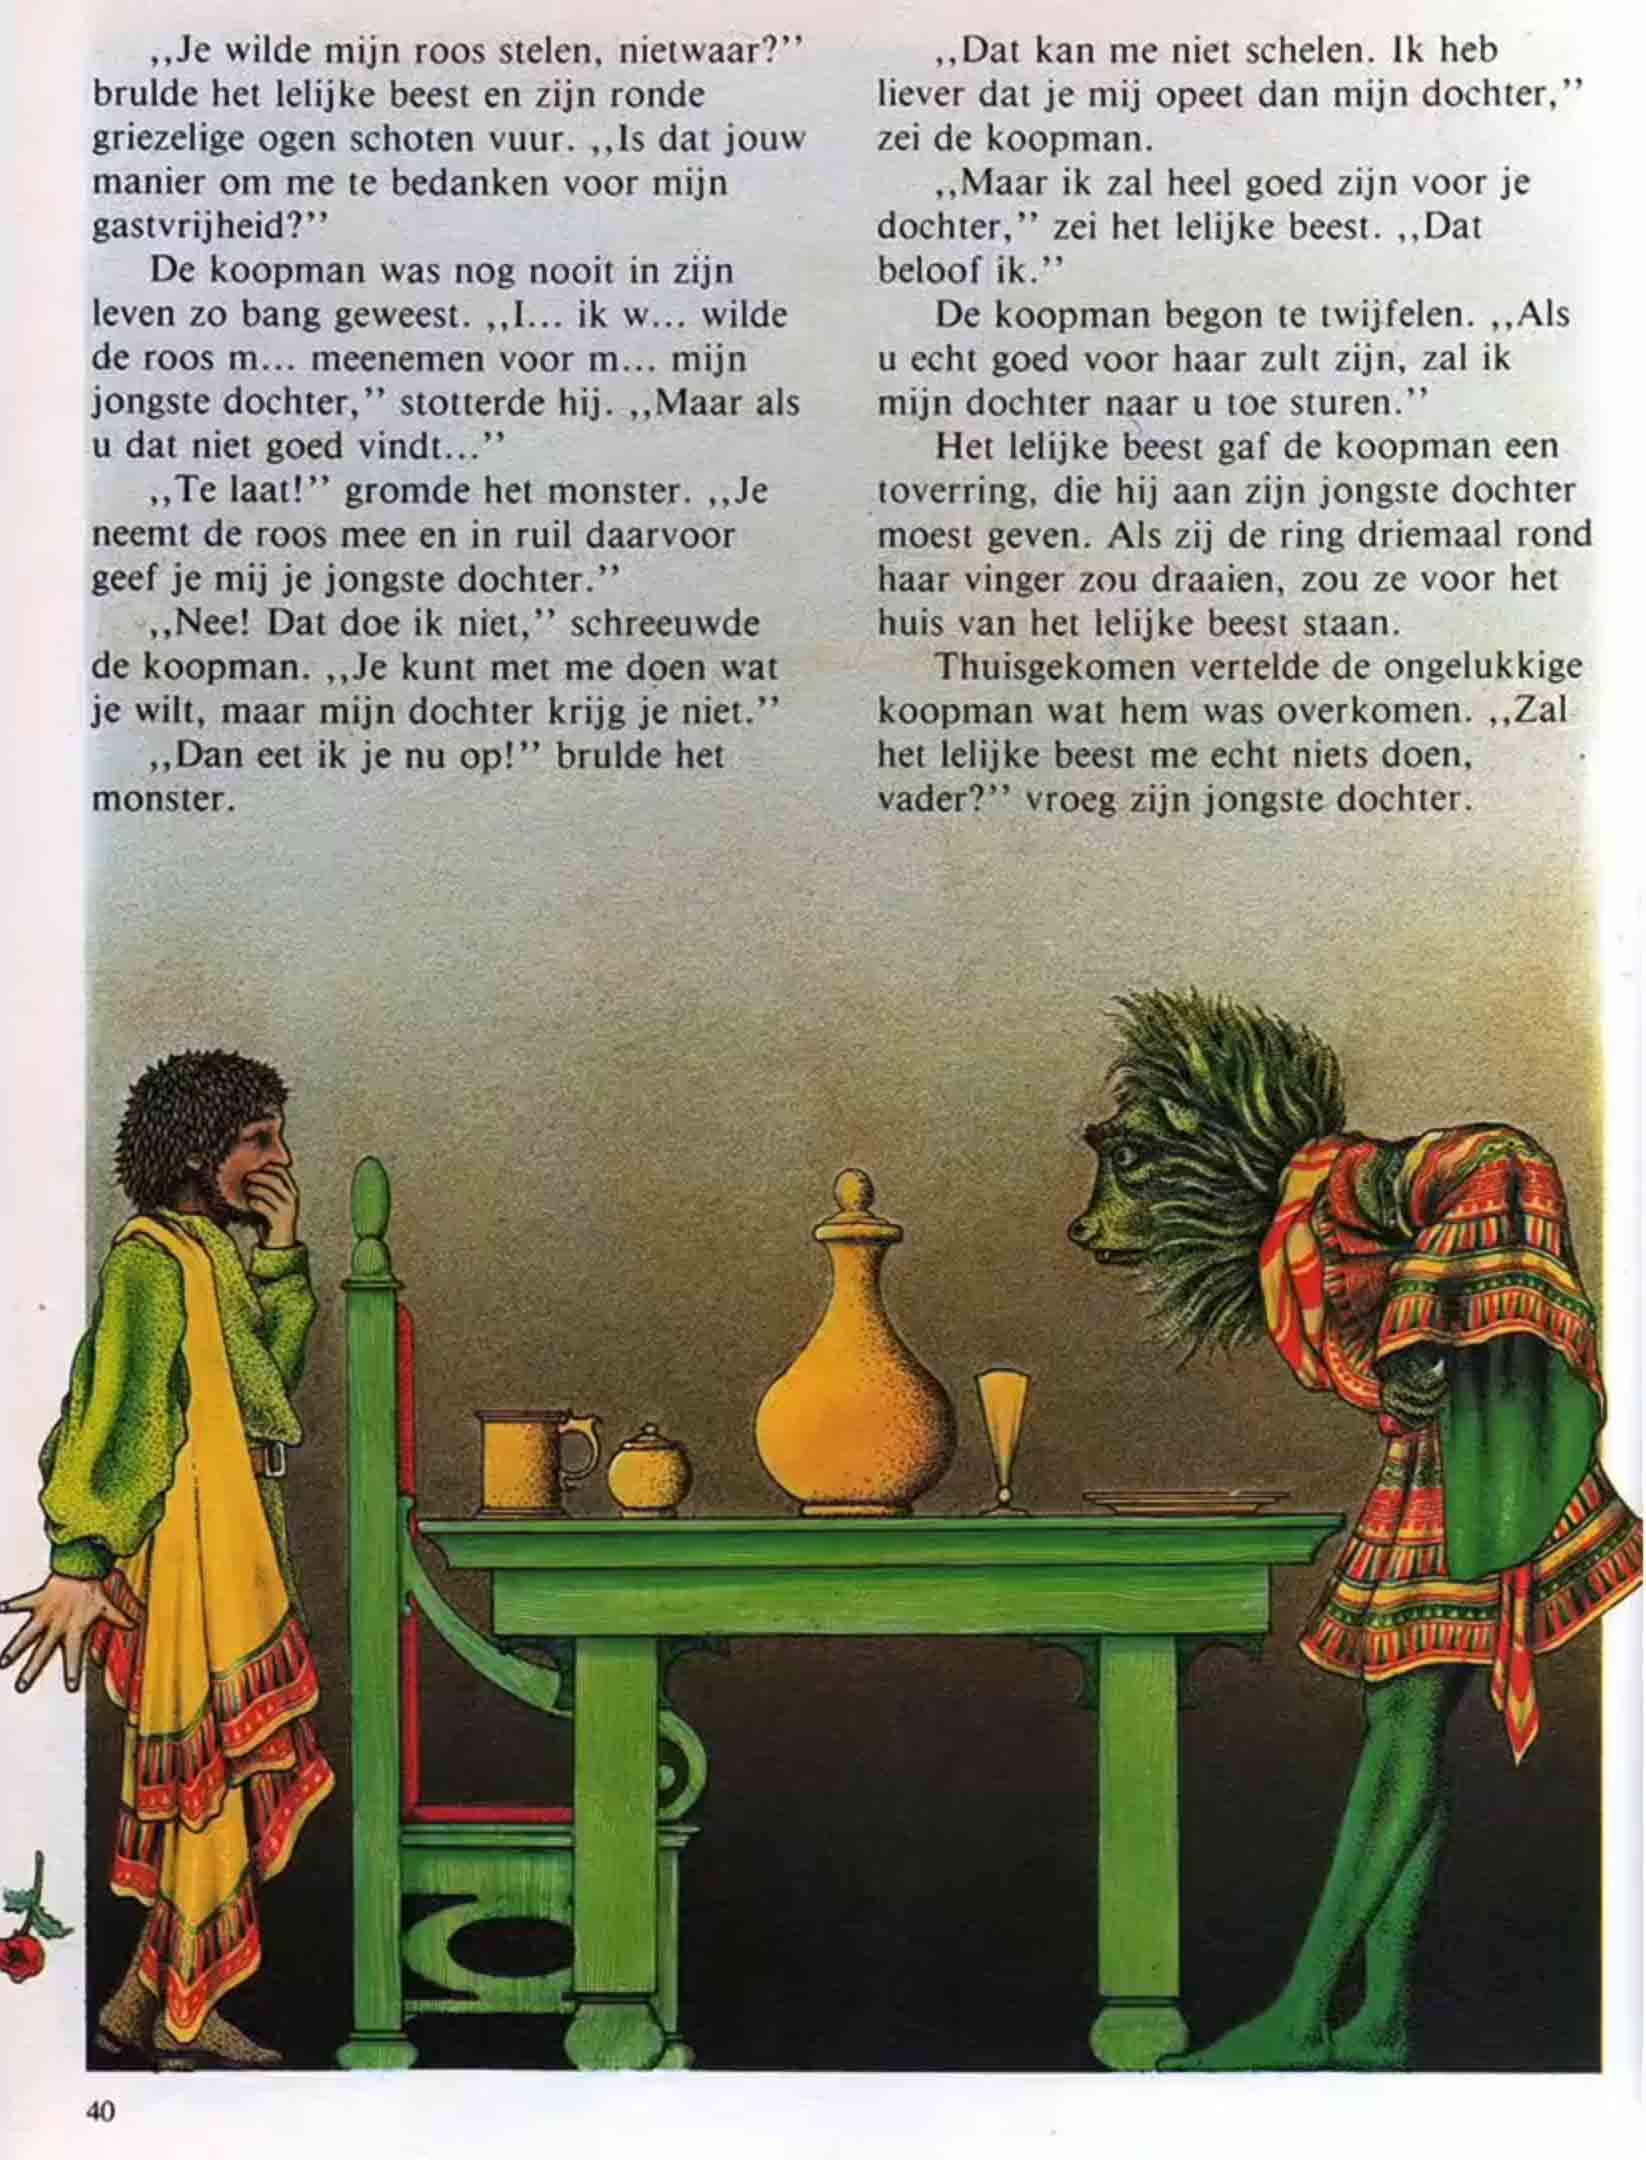 ,,Je wilde mijn roos stelen, nietwaar?''
brulde het lelijke beest en zijn ronde
griezelige ogen schoten vuur. ,,Is dat jouw
manier om me te bedanken voor mijn
gastvrijheid?''
De koopman was nog nooit in zijn
leven zo bang geweest. ,,I... ik w... wilde
de roos m... meenemen voor m... mijn
jongste dochter,'' stotterde hij. ,,Maar als
u dat niet goed vindt...''
,,Te laat!'' gromde het monster. ,,Je
neemt de roos mee en in ruil daarvoor
geef je mij je jongste dochter.''
,,Nee! Dat doe ik niet,'' schreeuwde
de koopman. ,,Je kunt met me doen wat
je wilt, maar mijn dochter krijg je niet.''
,,Dan eet ik je nu op!'' brulde het
monster.
,,Dat kan me niet schelen. Ik heb
liever dat je mij opeet dan mijn dochter,''
zei de koopman.
,,Maar ik zal heel goed zijn voor je
dochter,'' zei het lelijke beest. ,,Dat
beloof ik.''
De koopman begon te twijfelen. ,,Als
u echt goed voor haar zult zijn, zal ik
mijn dochter naar u toe sturen.''
Het lelijke beest gaf de koopman een
toverring, die hij aan zijn jongste dochter
moest geven. Als zij de ring driemaal rond
haar vinger zou draaien, zou ze voor het
huis van het lelijke beest staan.
Thuisgekomen vertelde de ongelukkige
koopman wat hem was overkomen. ,,Zal
het lelijke beest me echt niets doen,
vader?'' vroeg zijn jongste dochter.
40